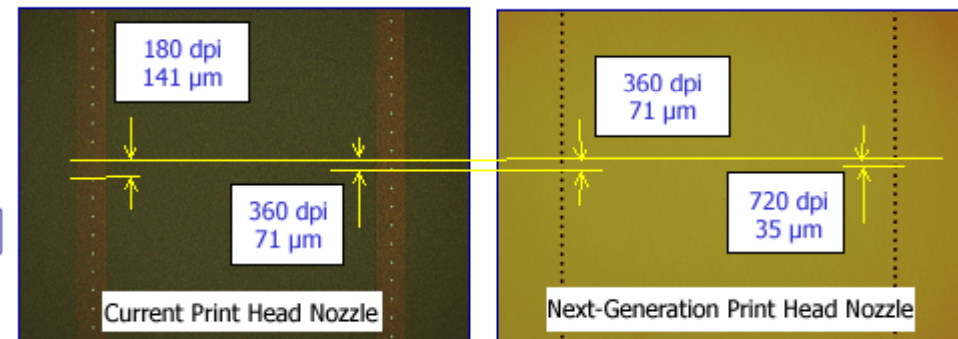 180 dpi
141 µm
360 dpi
71 µm
Current Print Head Nozzle
360 dpi
71 µm
720 dpi
35 µm
Next-Generation Print Head Nozzle